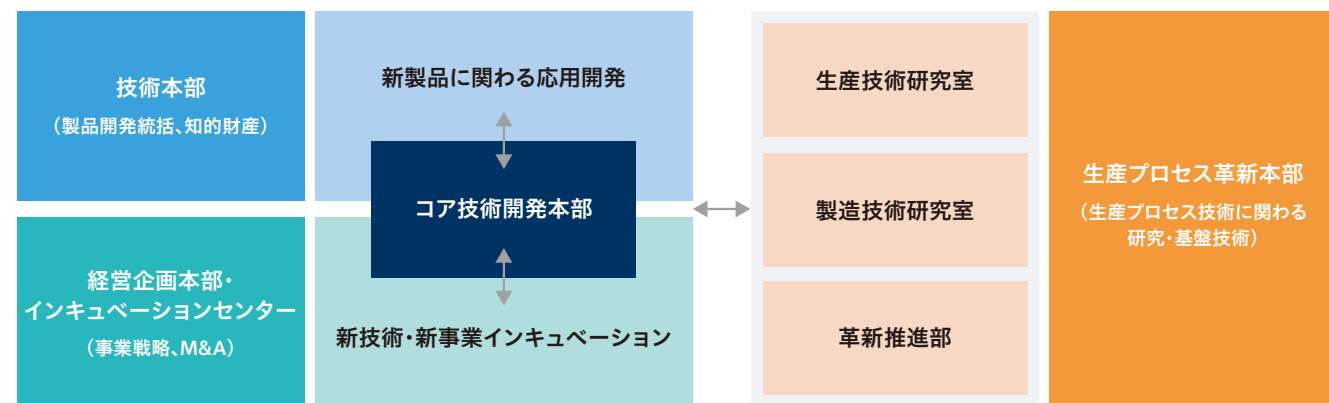 技術本部
（製品開発統括、知的財産）
新製品に関わる応用開発
コア技術開発本部
経営企画本部・
インキュベーションセンター
（事業戦略、M&A）
新技術・新事業インキュベーション
生産技術研究室
製造技術研究室
革新推進部
生産プロセス革新本部
（生産プロセス技術に関わる
研究・基盤技術）